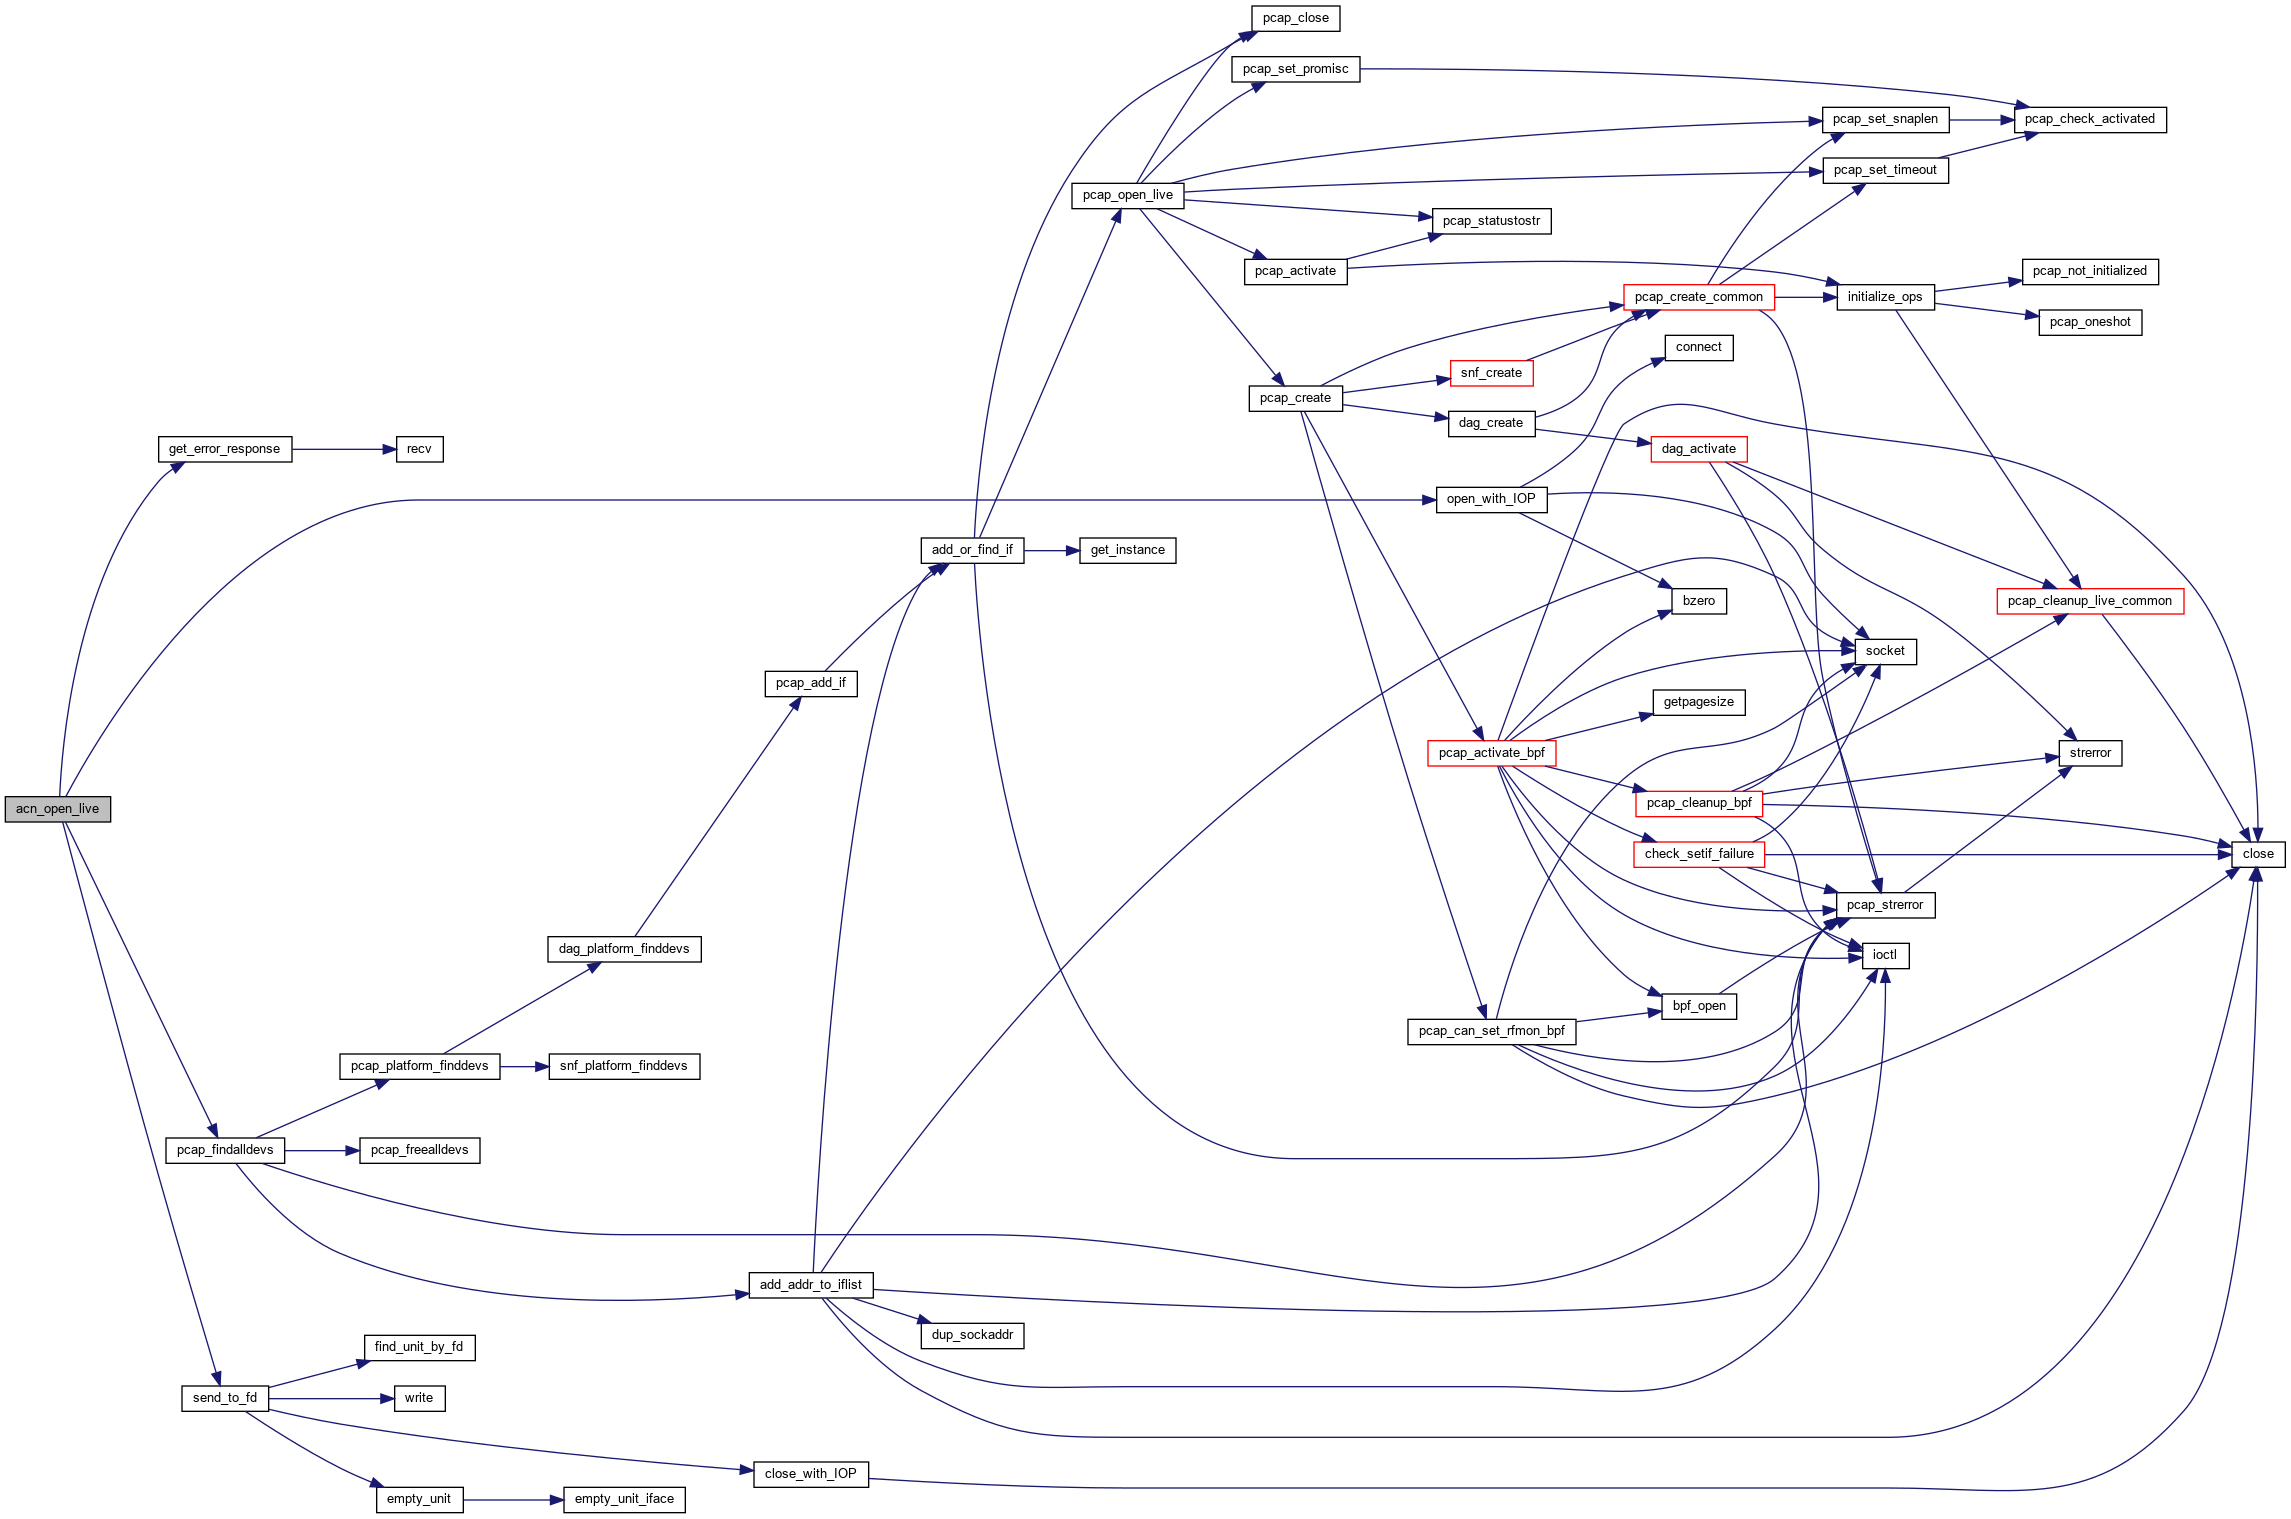 pcap_close
pcap_set_promisc
pcap_set_snaplen
pcap_check_activated
pcap_set_timeout
pcap_open_live
pcap_statustostr
pcap_activate
pcap_not_initialized
pcap_create_common
initialize_ops
pcap_oneshot
connect
snf_create
pcap_create
dag_create
get_error_response
recv
dag_activate
open_with_IOP
add_or_find_if
get_instance
bzero
pcap_cleanup_live_common
socket
pcap_add_if
getpagesize
pcap_activate_bpf
strerror
acn_open_live
pcap_cleanup_bpf
check_setif_failure
close
pcap_strerror
dag_platform_finddevs
ioctl
bpf_open
pcap_can_set_rfmon_bpf
pcap_platform_finddevs
snf_platform_finddevs
pcap_findalldevs
pcap_freealldevs
add_addr_to_iflist
dup_sockaddr
find_unit_by_fd
send_to_fd
write
close_with_IOP
empty_unit
empty_unit_iface